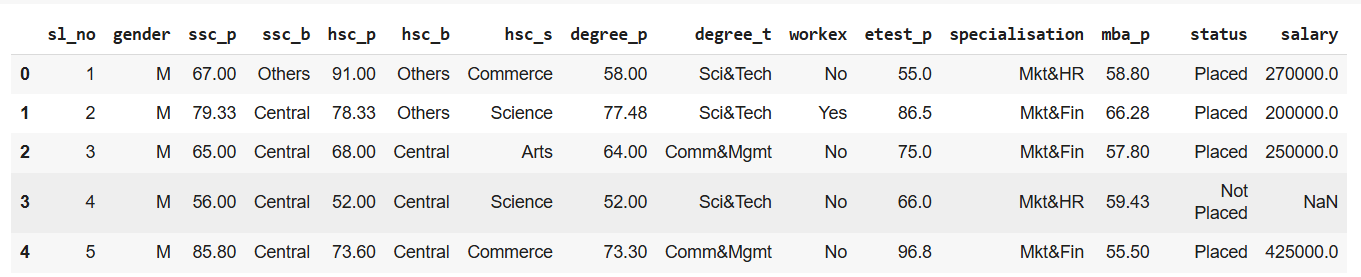 sl_no gender ssc_p ssc_b hsc_p hsc_b hsc_s degree_p degree_t workex etest_p specialisation mba_p status salary
0 1 M 67.00 Others 91.00 Others Commerce 58.00 Sci&Tech No 55.0 Mkt&HR 58.80 Placed 270000.0
1 2 M 79.33 Central 78.33 Others Science 77.48 Sci&Tech Yes 86.5 Mkt&Fin 66.28 Placed 200000.0
2 3 M 65.00 Central 68.00 Central Arts 64.00 Comm&Mgmt No 75.0 Mkt&Fin 57.80 Placed 250000.0
3 4 M 56.00 Central 52.00 Central Science 52.00 Sci&Tech No 66.0 Mkt&HR 59.43 Not Placed NaN
4 5 M 85.80 Central 73.60 Central Commerce 73.30 Comm&Mgmt No 96.8 Mkt&Fin 55.50 Placed 425000.0